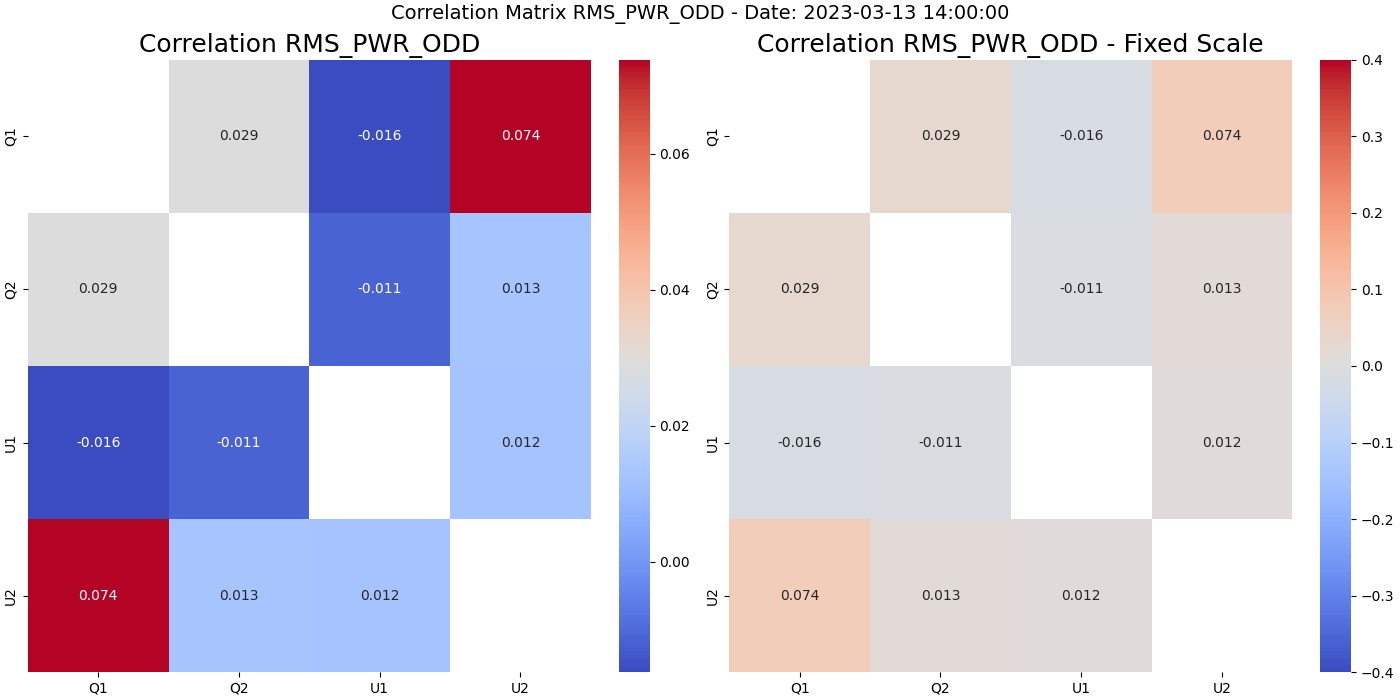 Correlation Matrix RMS_PWR_ODD - Date: 2023-03-13 14:00:00
Correlation RMS_PWR_ODD
Q1
0.029
-0.016
0.074
Q2
0.029
-0.011
0.013
U1
-0.016
-0.011
0.012
U2
0.074
0.013
0.012
Q1
Q2
U1
U2
0.06
0.04
0.02
0.00
Correlation RMS_PWR_ODD - Fixed Scale
Q1
0.029
-0.016
0.074
Q2
0.029
-0.011
0.013
U1
-0.016
-0.011
0.012
U2
0.074
0.013
0.012
Q1
Q2
U1
U2
0.4
0.3
0.2
0.1
0.0
−0.1
−0.2
−0.3
−0.4